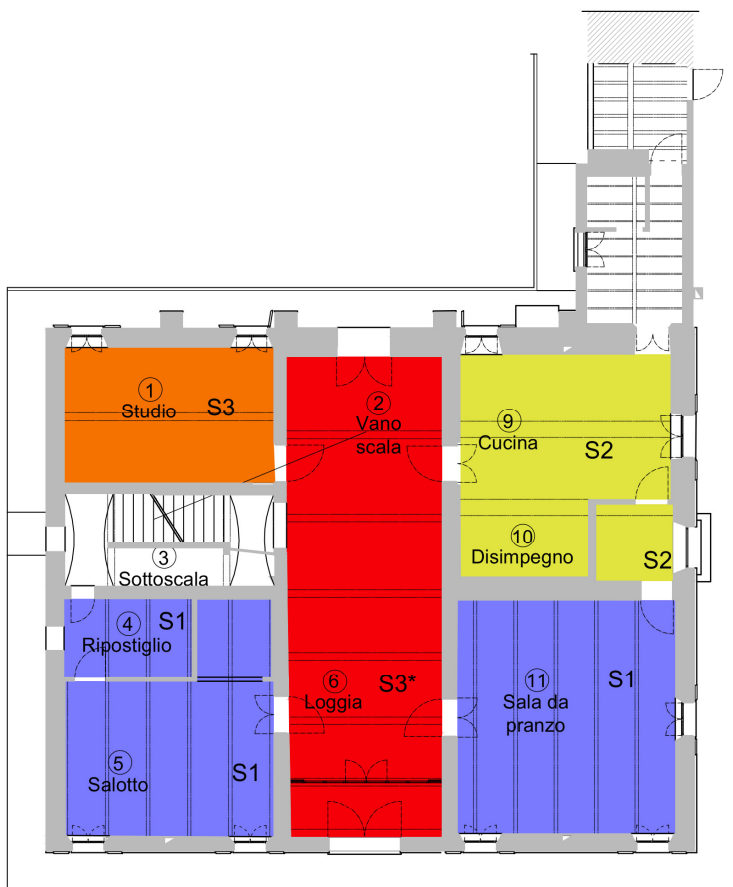 1
Studio
S3
2
Vano
scala
9
Cucina
S2
3
Sottoscala
10
Disimpegno
S2
4
Ripostiglio
S1
6
Loggia
S3*
11
Sala da
pranzo
S1
5
Salotto
S1